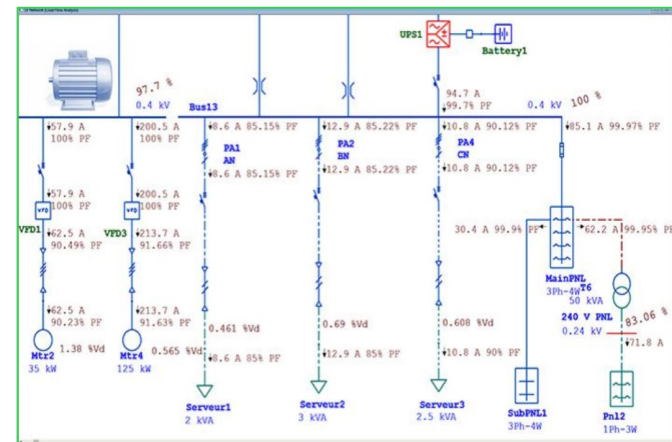 UPS1
Battery1
97.7 %
0.4 kV
Bus13
94.7 A
99.7% PF
0.4 kV
100 %
57.9 A
100% PF
200.5 A
100% PF
8.6 A 85.15% PF
12.9 A 85.22% PF
10.8 A 90.12% PF
85.1 A 99.97% PF
PA1
AN
PA2
BN
PA4
CN
8.6 A 85.15% PF
12.9 A 85.22% PF
10.8 A 90.12% PF
57.9 A
100% PF
200.5 A
100% PF
VFD
VFD
VFD1
VFD3
62.5 A
90.49% PF
213.7 A
91.66% PF
30.4 A 99.9% PF
62.2 A 99.95% PF
MainPNL
3Ph-4W
T6
50 kVA
240 V PNL
0.24 kV
83.06 %
71.8 A
62.5 A
90.23% PF
213.7 A
91.63% PF
0.461 %Vd
0.69 %Vd
0.608 %Vd
1.38 %Vd
0.565 %Vd
8.6 A 85% PF
12.9 A 85% PF
10.8 A 90% PF
Mtr2
35 kW
Mtr4
125 kW
Serveur1
2 kVA
Serveur2
3 kVA
Serveur3
2.5 kVA
SubPNL1
3Ph-4W
Pnl2
1Ph-3W